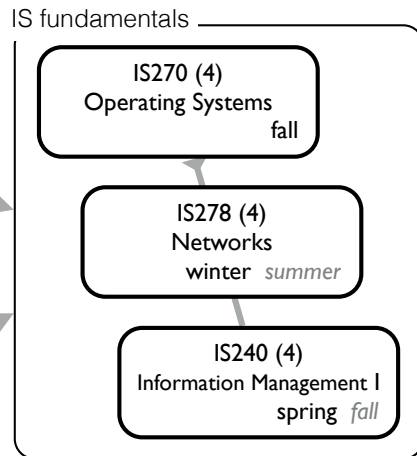 IS fundamentals
IS270 (4)
Operating Systems
fall
IS278 (4)
Networks
winter summer
IS240 (4)
Information Management I
spring fall